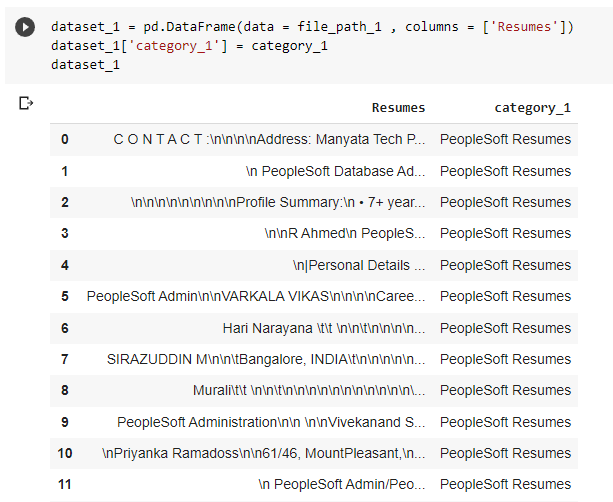 dataset_1 = pd.DataFrame(data = file_path_1 , columns = ['Resumes'])
dataset_1['category_1'] = category_1
dataset_1
Resumes category_1
0 C O N T A C T :\n\n\n\nAddress: Manyata Tech P... PeopleSoft Resumes
1 \n PeopleSoft Database Ad... PeopleSoft Resumes
2 \n\n\n\n\n\n\n\n\nProfile Summary:\n • 7+ year... PeopleSoft Resumes
3 \n\nR Ahmed\n PeopleS... PeopleSoft Resumes
4 \n|Personal Details ... PeopleSoft Resumes
5 PeopleSoft Admin\n\nVARKALA VIKAS\n\n\n\nCaree... PeopleSoft Resumes
6 Hari Narayana \t\t \n\n\t\n\n\n\n... PeopleSoft Resumes
7 SIRAZUDDIN M\n\n\tBangalore, INDIA\t\n\n\n\n\n... PeopleSoft Resumes
8 Murali\t\t \n\n\t\n\n\n\n\n\n\n\n\n\n\n\... PeopleSoft Resumes
9 PeopleSoft Administration\n\n \n\nVivekanand S... PeopleSoft Resumes
10 \nPriyanka Ramadoss\n\n61/46, MountPleasant,\n... PeopleSoft Resumes
11 \n PeopleSoft Admin/Peo... PeopleSoft Resumes